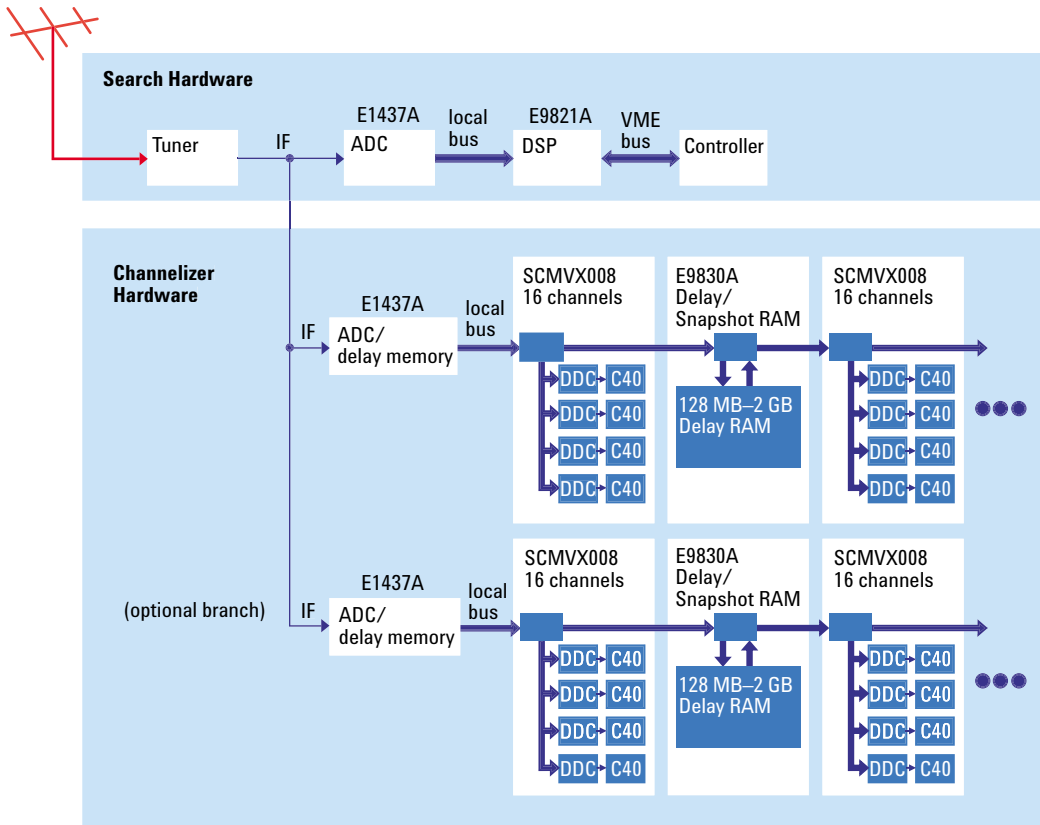 Search Hardware
Tuner
IF
E1437A
ADC
local
bus
E9821A
DSP
VME
bus
Controller
Channelizer
Hardware
IF
E1437A
ADC/
delay memory
local
bus
SCMVX008
16 channels
DDC C40
DDC C40
DDC C40
DDC C40
E9830A
Delay/
Snapshot RAM
128 MB–2 GB
Delay RAM
SCMVX008
16 channels
DDC C40
DDC C40
DDC C40
DDC C40
(optional branch)
IF
E1437A
ADC/
delay memory
local
bus
SCMVX008
16 channels
DDC C40
DDC C40
DDC C40
DDC C40
E9830A
Delay/
Snapshot RAM
128 MB–2 GB
Delay RAM
SCMVX008
16 channels
DDC C40
DDC C40
DDC C40
DDC C40